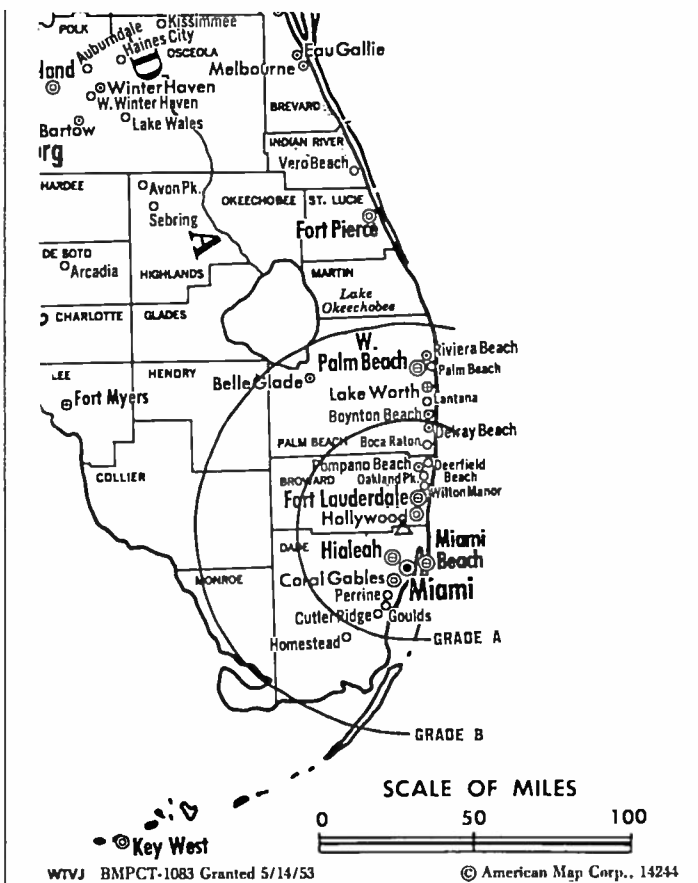 POLK
Kissimmee
Auburndale
Haines City
OSCEOLA
Eau Gallie
Melbourne
land
D
Winter Haven
W. Winter Haven
BREVARD
Bartow
Lake Wales
rg
INDIAN RIVER
Vero Beach
HARDEE
Avon Pk.
OKEECHOBEE
ST. LUCIE
Sebring
Fort Pierce
A
DE SOTO
Arcadia
HIGHLANDS
MARTIN
Lake
Okeechobee
CHARLOTTE
GLADES
W.
Palm Beach
Riviera Beach
Palm Beach
LEE
HENDRY
Belle Glade
Fort Myers
Lake Worth
Lantana
Boynton Beach
Delray Beach
PALM BEACH
Boca Raton
COLLIER
Pompano Beach
Deerfield
Beach
BROWARD
Oakland Pk.
Wilton Manor
Fort Lauderdale
Hollywood
DADE
Hialeah
Miami
Beach
MONROE
Coral Gables
Miami
Perrine
Cutler Ridge
Goulds
Homestead
GRADE A
GRADE B
SCALE OF MILES
0 50 100
Key West
WTVJ BMPCT-1083 Granted 5/14/53
© American Map Corp., 14244